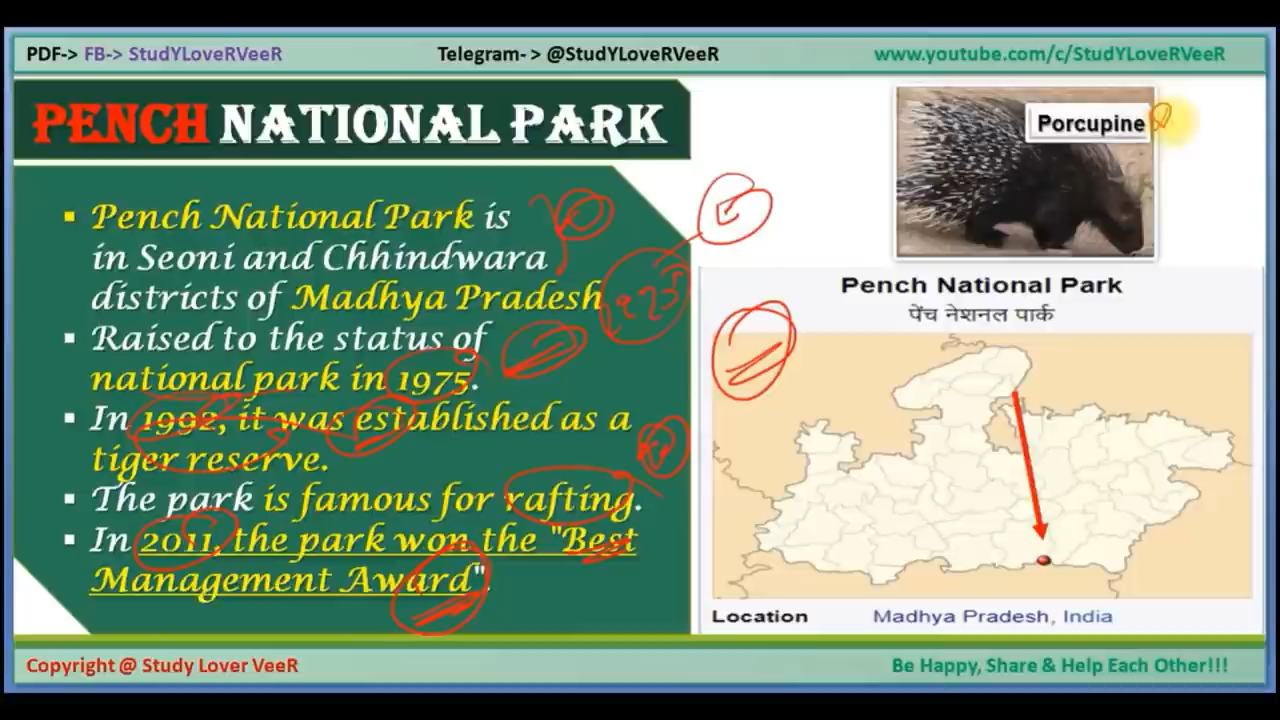 PDF-> FB-> StudYLoveRVeeR
Telegram- > @StudYLoveRVeeR
www.youtube.com/c/StudYLoveRVeeR
PENCH NATIONAL PARK
Porcupine
▪ Pench National Park is
in Seoni and Chhindwara
districts of Madhya Pradesh
1975
▪ Raised to the status of
national park in 1975.
▪ In 1992, it was established as a
tiger reserve.
▪ The park is famous for rafting.
▪ In 2011, the park won the "Best
Management Award".
Pench National Park
पेंच नेशनल पार्क
Location Madhya Pradesh, India
Copyright @ Study Lover VeeR
Be Happy, Share & Help Each Other!!!